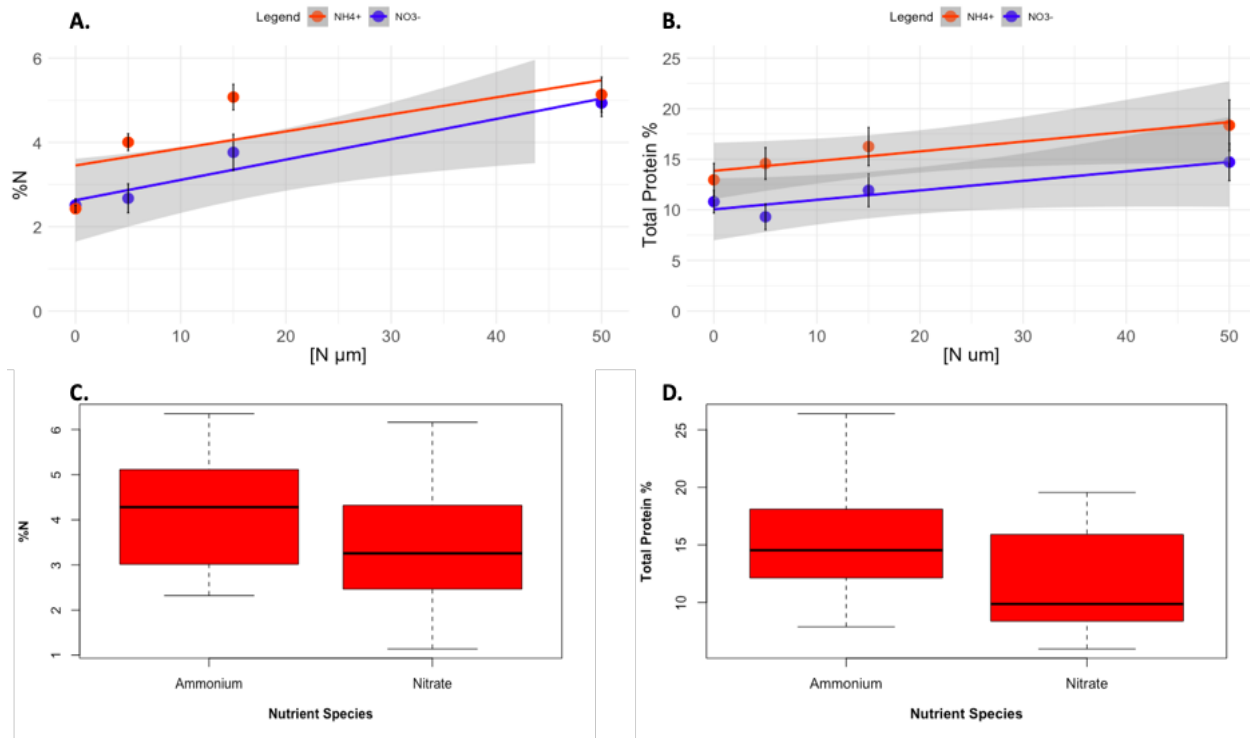 A.
Legend NH4+ NO3-
6
4
2
0
%N
0 10 20 30 40 50
[N µm]
B.
Legend NH4+ NO3-
25
20
15
10
5
0
Total Protein %
0 10 20 30 40 50
[N um]
C.
6
5
4
3
2
1
%N
Ammonium Nitrate
Nutrient Species
D.
25
20
15
10
Total Protein %
Ammonium Nitrate
Nutrient Species